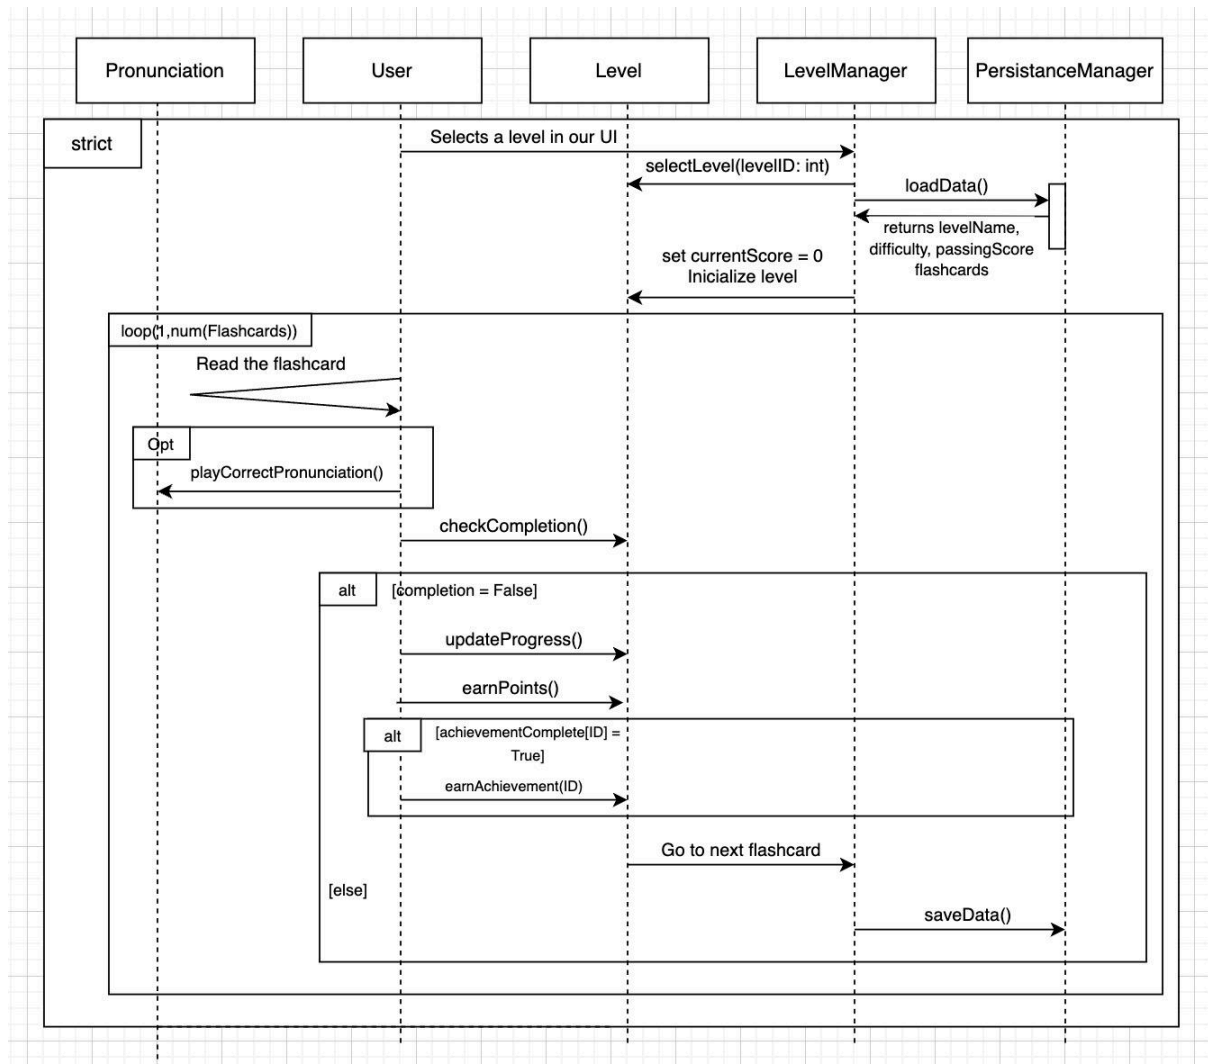 Pronunciation
User
Level
LevelManager
PersistanceManager
strict
Selects a level in our UI
selectLevel(levelID: int)
loadData()
returns levelName,
difficulty, passingScore
flashcards
set currentScore = 0
Inicialize level
loop(1,num(Flashcards))
Read the flashcard
Opt
playCorrectPronunciation()
checkCompletion()
alt
[completion = False]
updateProgress()
earnPoints()
alt
[achievementComplete[ID] =
True]
earnAchievement(ID)
Go to next flashcard
[else]
saveData()